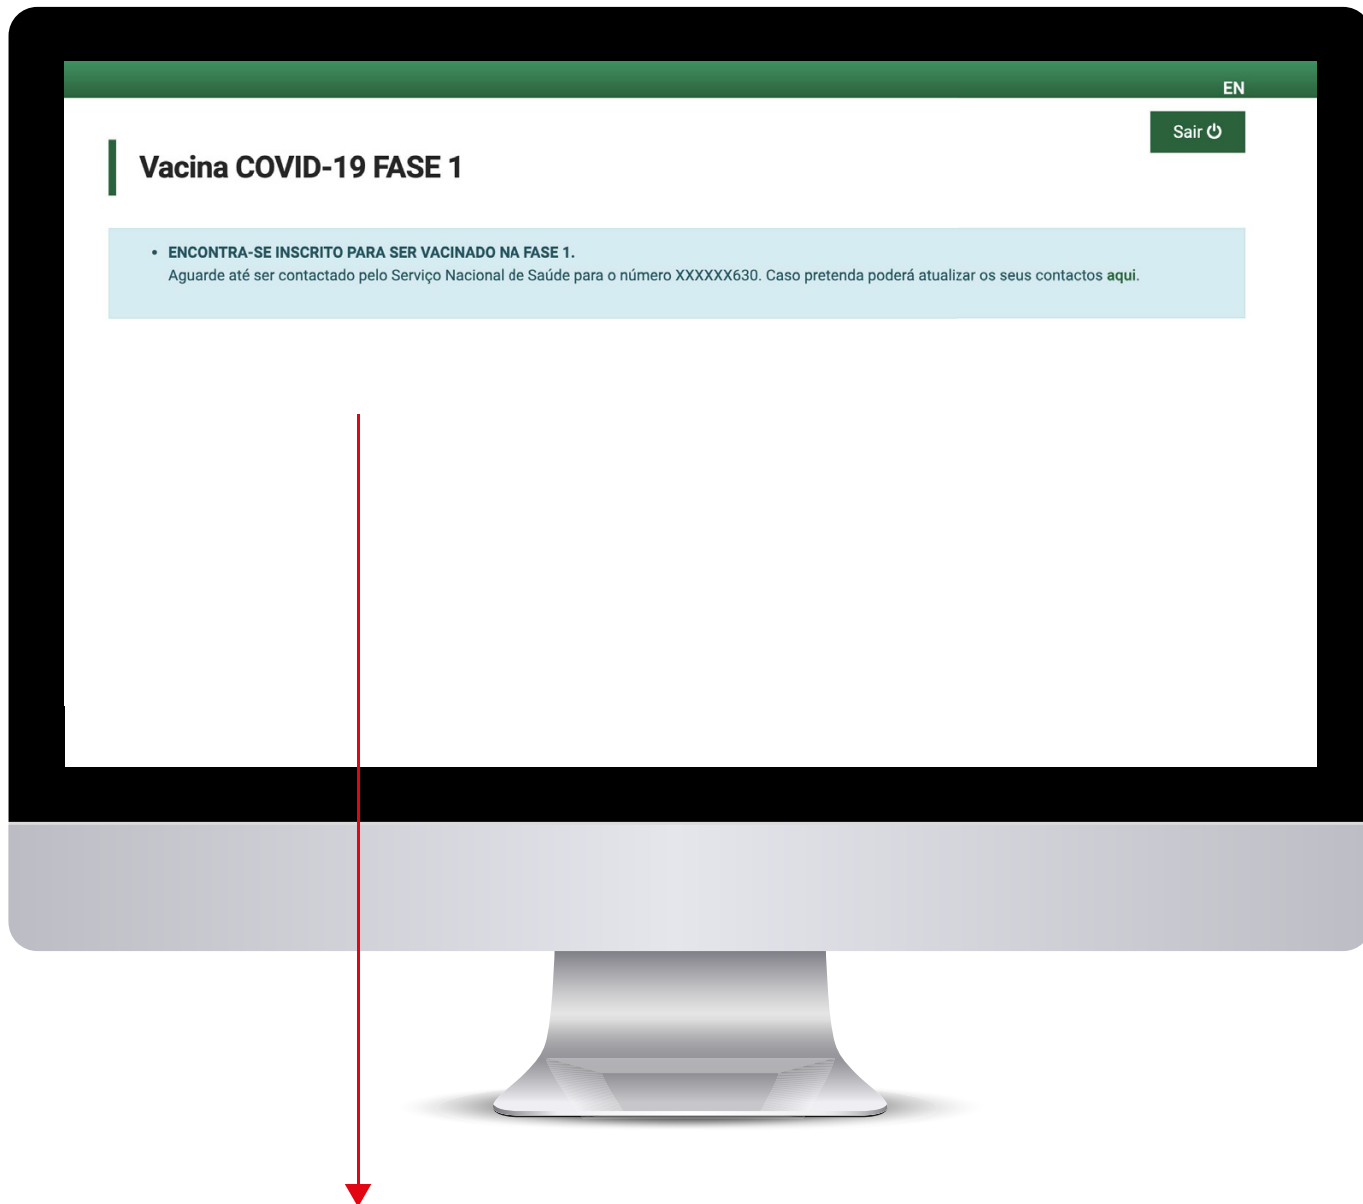 EN
Sair
Vacina COVID-19 FASE 1
• ENCONTRA-SE INSCRITO PARA SER VACINADO NA FASE 1.
Aguarde até ser contactado pelo Serviço Nacional de Saúde para o número XXXXXX630. Caso pretenda poderá atualizar os seus contactos aqui.